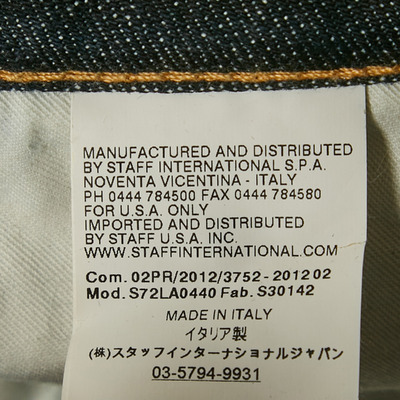 MANUFACTURED AND DISTRIBUTED
BY STAFF INTERNATIONAL S.P.A.
NOVENTA VICENTINA - ITALY
PH 0444 784500 FAX 0444 784580
FOR U.S.A. ONLY
IMPORTED AND DISTRIBUTED
BY STAFF U.S.A. INC.
WWW.STAFFINTERNATIONAL.COM
Com. 02PR/2012/3752 - 2012 02
Mod. S72LA0440 Fab. S30142
MADE IN ITALY
イタリア製
(株)スタッフインターナショナルジャパン
03-5794-9931